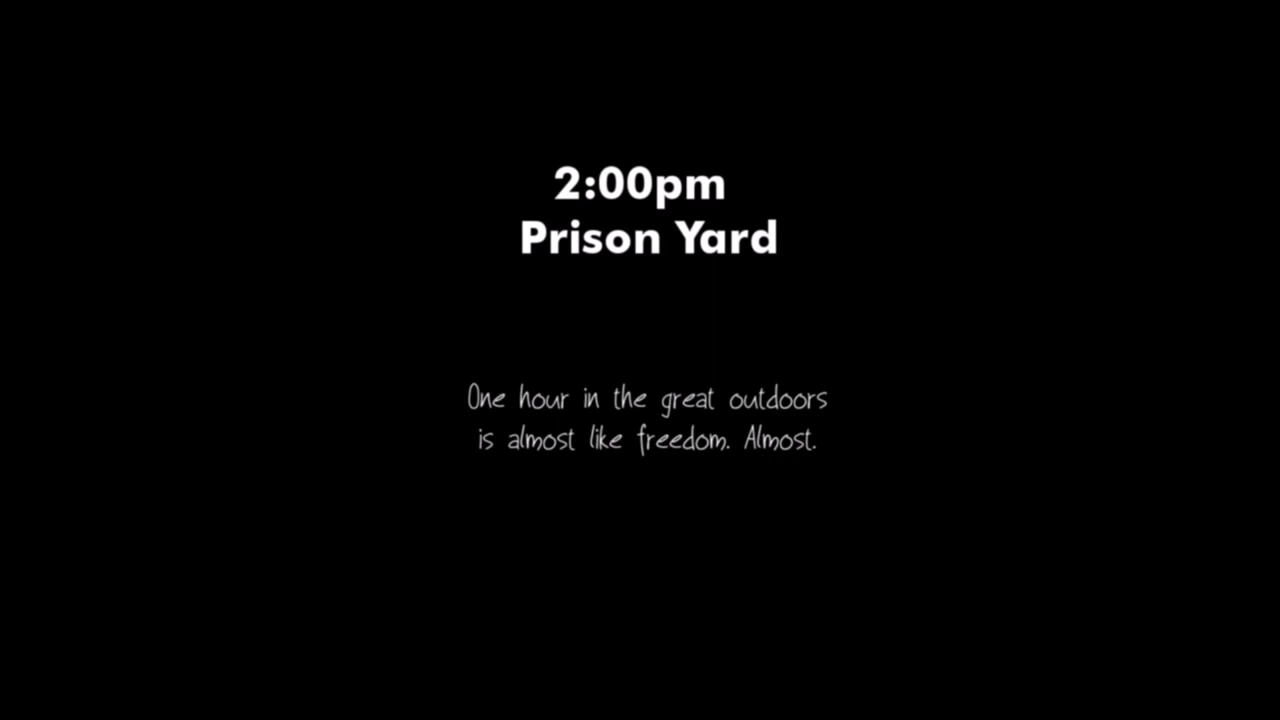 2:00pm
Prison Yard
One hour in the great outdoors
is almost like freedom. Almost.